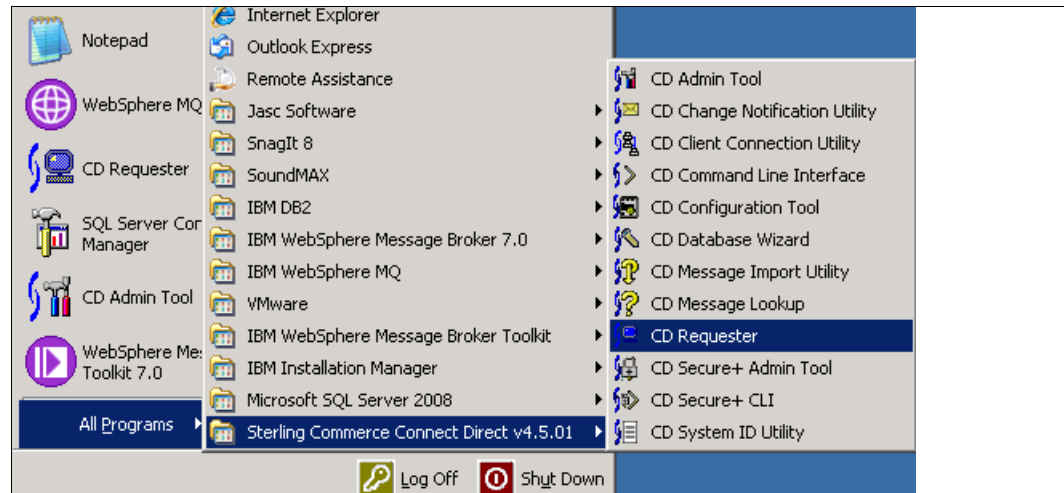 Notepad
WebSphere MQ
CD Requester
SQL Server Cor
Manager
CD Admin Tool
WebSphere Me:
Toolkit 7.0
All Programs
Internet Explorer
Outlook Express
Remote Assistance
Jasc Software
SnagIt 8
SoundMAX
IBM DB2
IBM WebSphere Message Broker 7.0
IBM WebSphere MQ
VMware
IBM WebSphere Message Broker Toolkit
IBM Installation Manager
Microsoft SQL Server 2008
Sterling Commerce Connect Direct v4.5.01
CD Admin Tool
CD Change Notification Utility
CD Client Connection Utility
CD Command Line Interface
CD Configuration Tool
CD Database Wizard
CD Message Import Utility
CD Message Lookup
CD Requester
CD Secure+ Admin Tool
CD Secure+ CLI
CD System ID Utility
Log Off
Shut Down